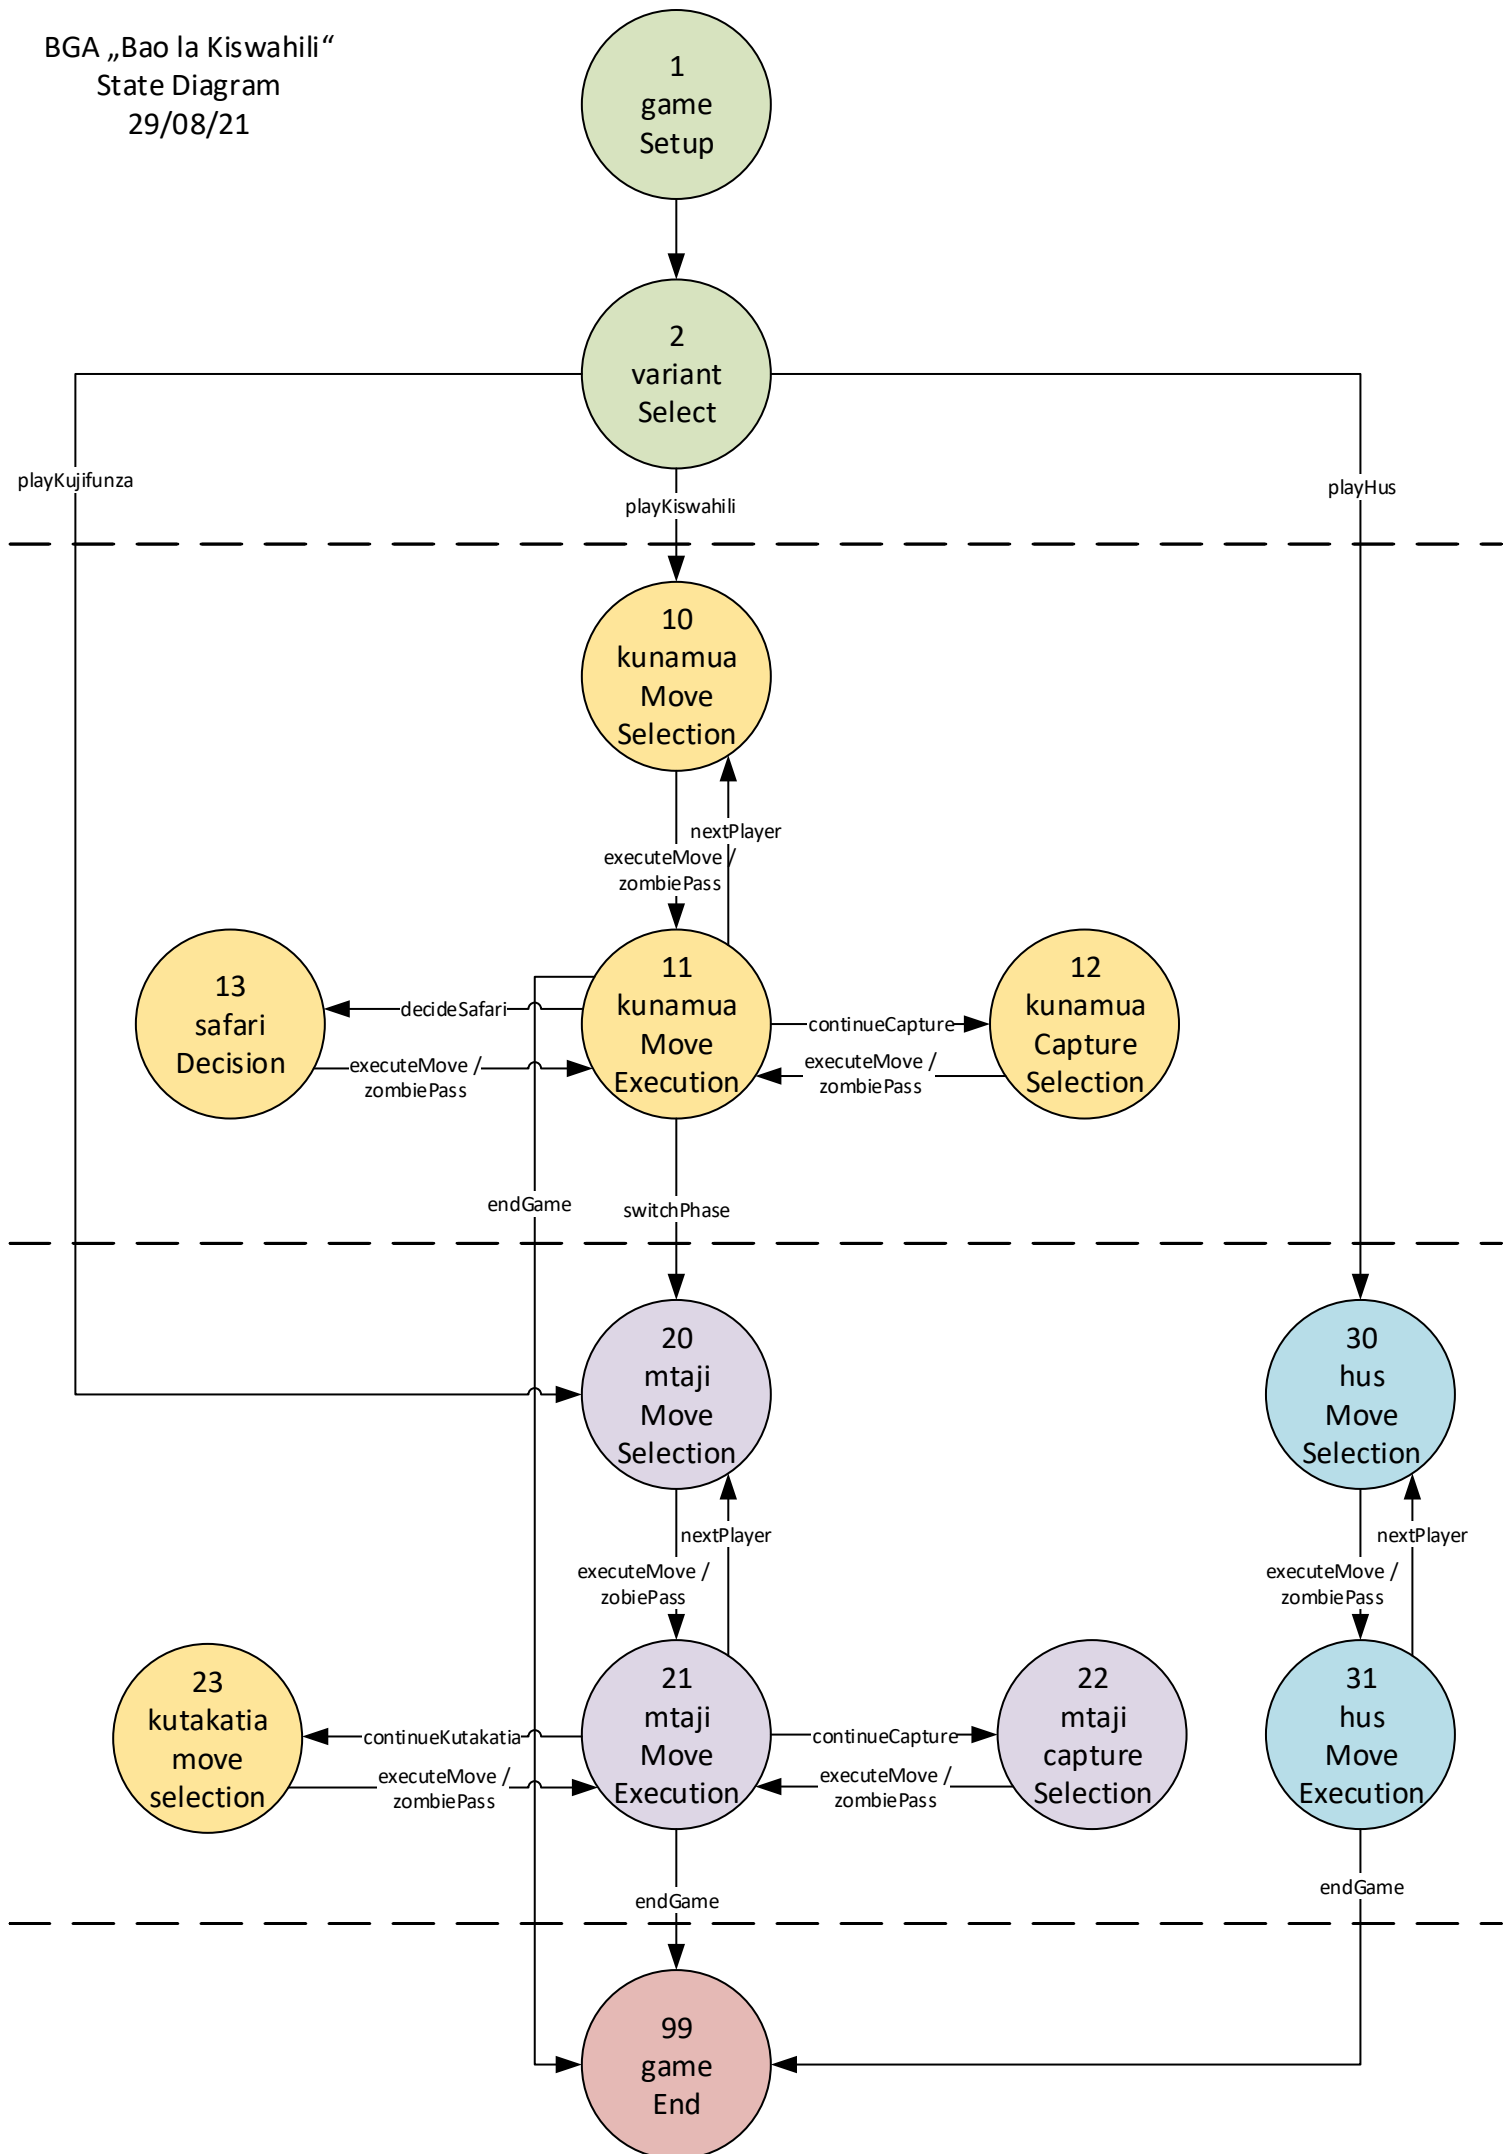 BGA „Bao la Kiswahili“
State Diagram
29/08/21
1
game
Setup
2
variant
Select
playKujifunza
playKiswahili
playHus
10
kunamua
Move
Selection
nextPlayer
executeMove /
zombiePass
13
safari
Decision
decideSafari
executeMove /
zombiePass
11
kunamua
Move
Execution
continueCapture
executeMove /
zombiePass
12
kunamua
Capture
Selection
endGame
switchPhase
20
mtaji
Move
Selection
30
hus
Move
Selection
nextPlayer
executeMove /
zobiePass
nextPlayer
executeMove /
zombiePass
23
kutakatia
move
selection
continueKutakatia
executeMove /
zombiePass
21
mtaji
Move
Execution
continueCapture
executeMove /
zombiePass
22
mtaji
capture
Selection
31
hus
Move
Execution
endGame
endGame
99
game
End